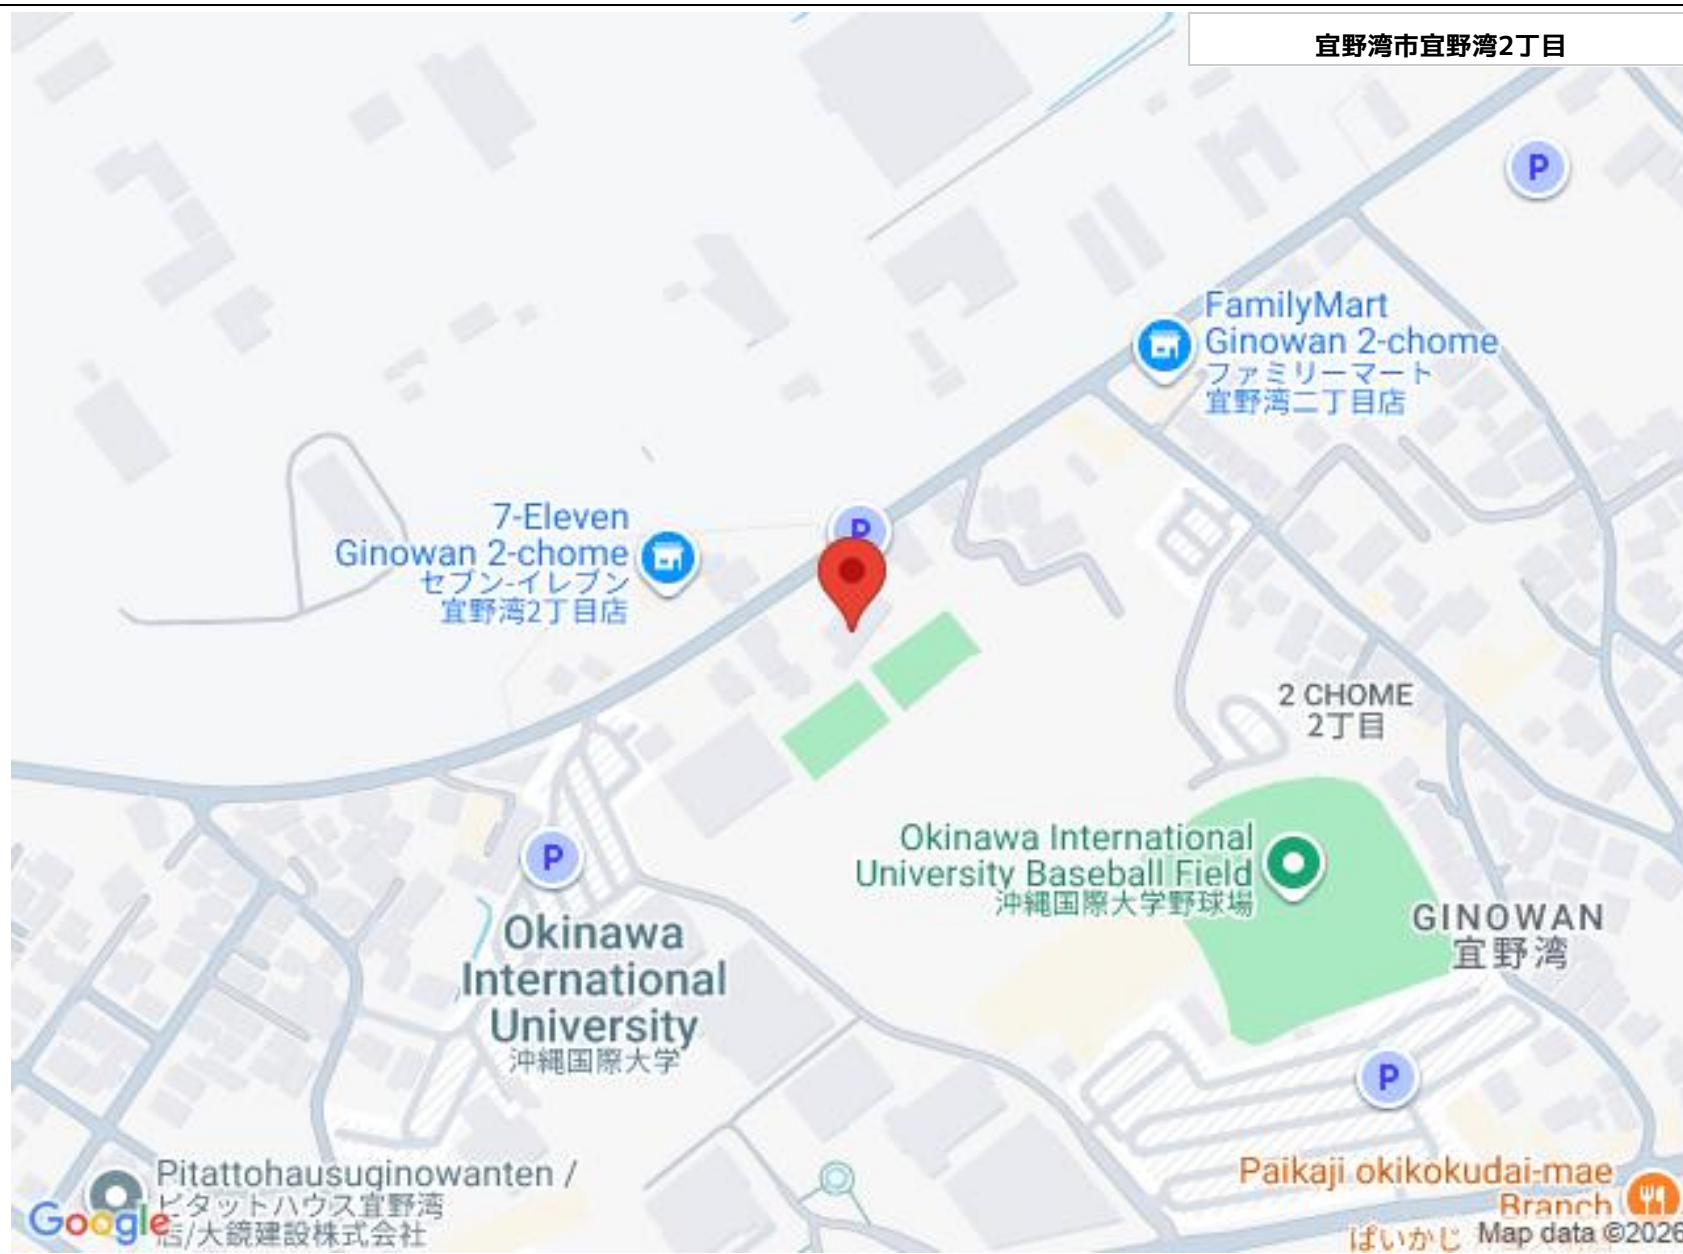 宜野湾市宜野湾2丁目
P
FamilyMart
Ginowan 2-chome
ファミリーマート
宜野湾二丁目店
7-Eleven
Ginowan 2-chome
セブン-イレブン
宜野湾2丁目店
P
2 CHOME
2丁目
Okinawa International
University Baseball Field
沖縄国際大学野球場
P
GINOWAN
宜野湾
Okinawa
International
University
沖縄国際大学
P
Pitattohausuginowanten /
ピタットハウス宜野湾
店/大鏡建設株式会社
Google
Paikaji okikokudai-mae
Branch
ぱいかじ
Map data ©2026